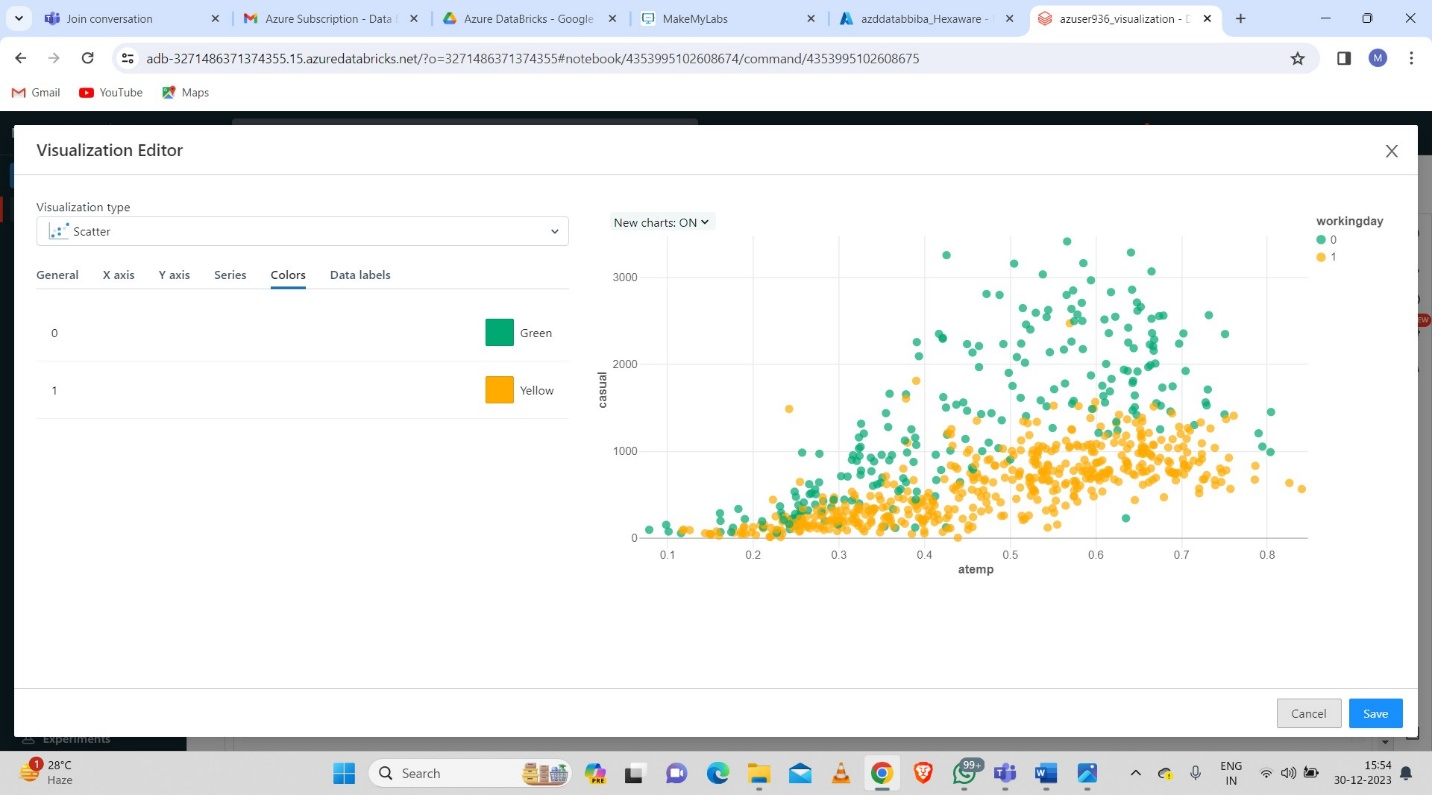 Join conversation
Azure Subscription - Data
Azure DataBricks - Google
MakeMyLabs
azddatabbiba_Hexaware -
azuser936_visualization - D
adb-3271486371374355.15.azuredatabricks.net/?o=3271486371374355#notebook/4353995102608674/command/4353995102608675
M
Gmail
YouTube
Maps
Visualization Editor
Visualization type
Scatter
General X axis Y axis Series Colors Data labels
0 Green
1 Yellow
New charts: ON
workingday
0
1
3000
2000
1000
0
casual
0.1 0.2 0.3 0.4 0.5 0.6 0.7 0.8
atemp
Cancel Save
Experiments
1
28°C
Haze
Search
PRE
99+
ENG
IN
15:54
30-12-2023